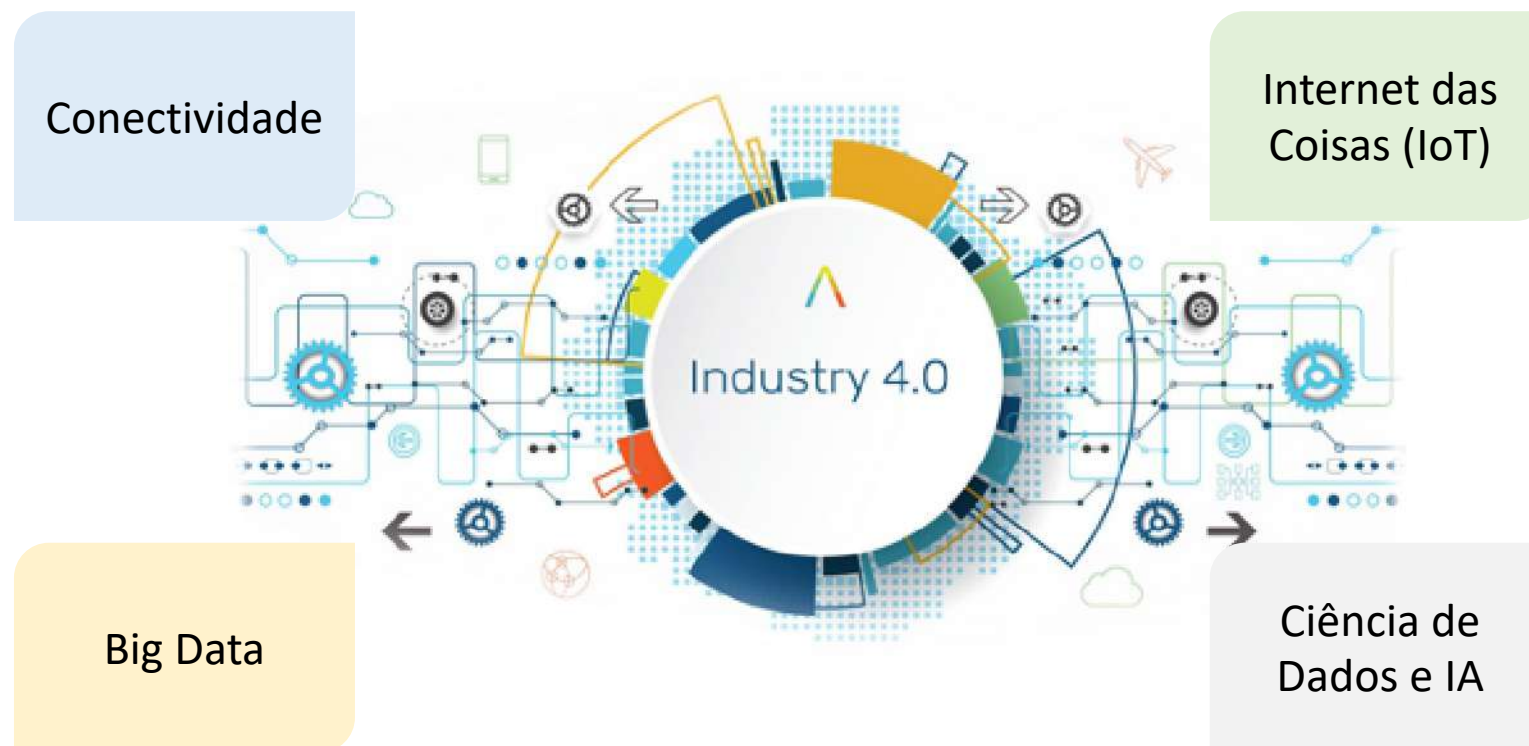 Conectividade
Internet das
Coisas (IoT)
Industry 4.0
Big Data
Ciência de
Dados e IA